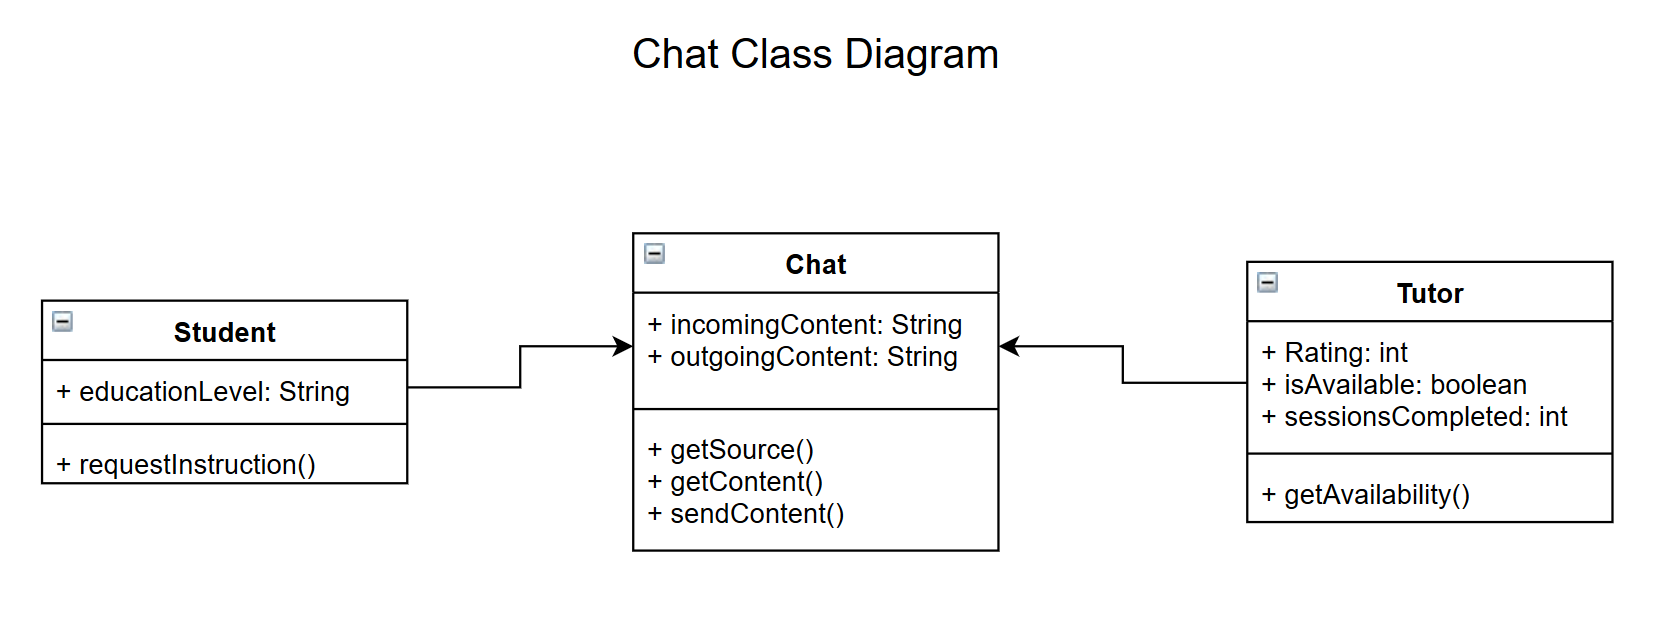 Chat Class Diagram
Student
+ educationLevel: String
+ requestInstruction()
Chat
+ incomingContent: String
+ outgoingContent: String
+ getSource()
+ getContent()
+ sendContent()
Tutor
+ Rating: int
+ isAvailable: boolean
+ sessionsCompleted: int
+ getAvailability()